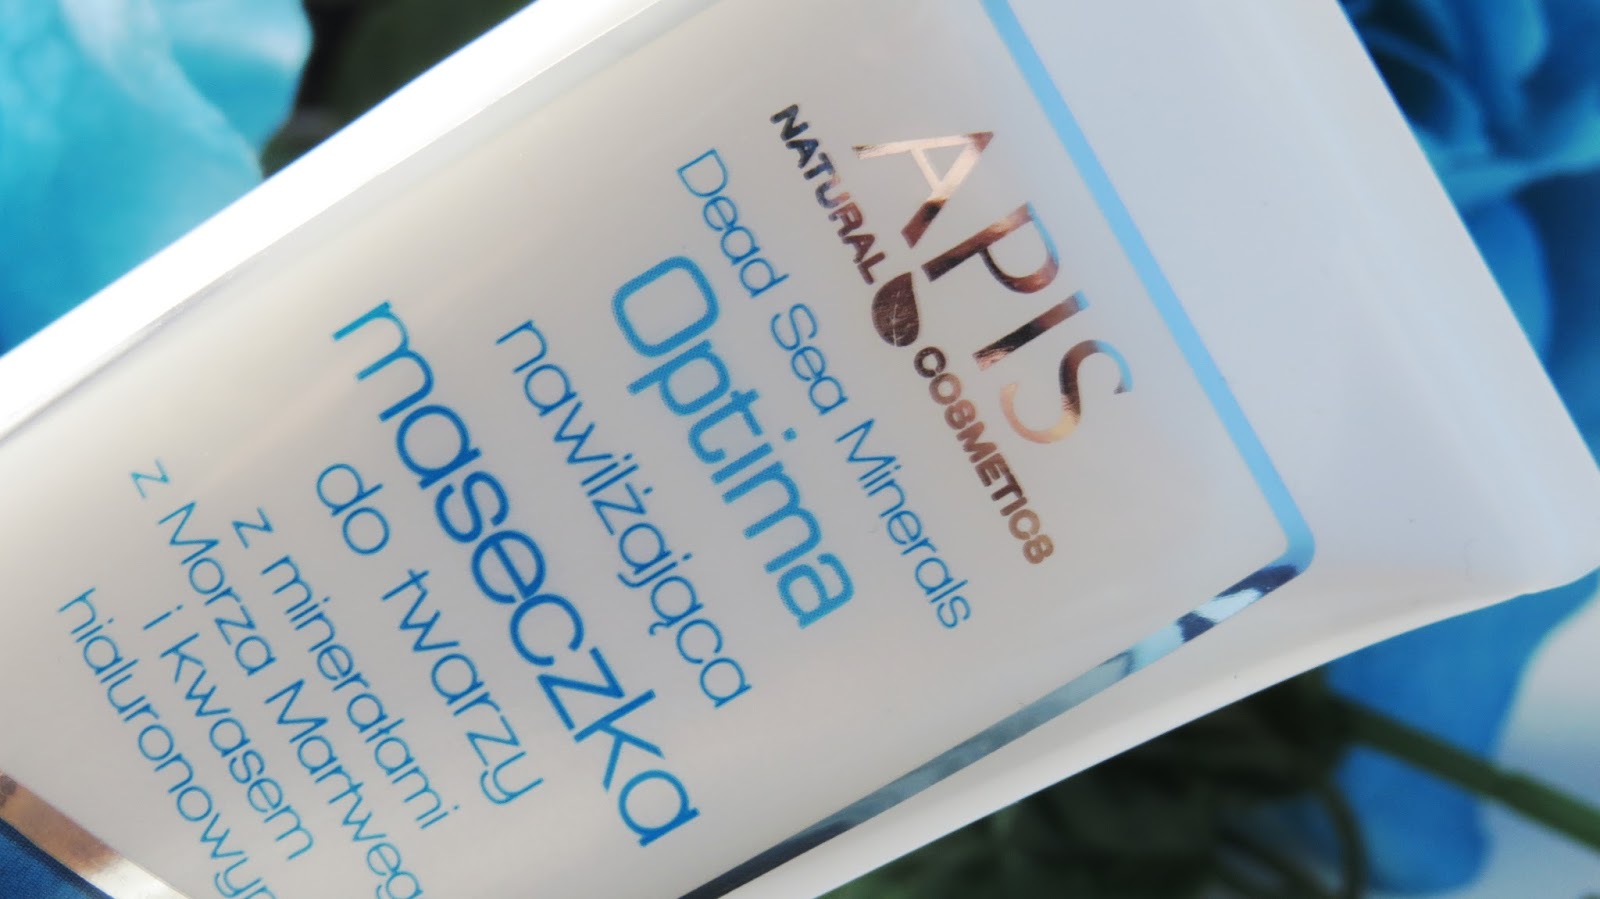 APIS
NATURAL COSMETICS
Dead Sea Minerals
Optima
nawilżająca
maseczka
do twarzy
z minerałami
z Morza Martweg
i kwasem
hialuronowym